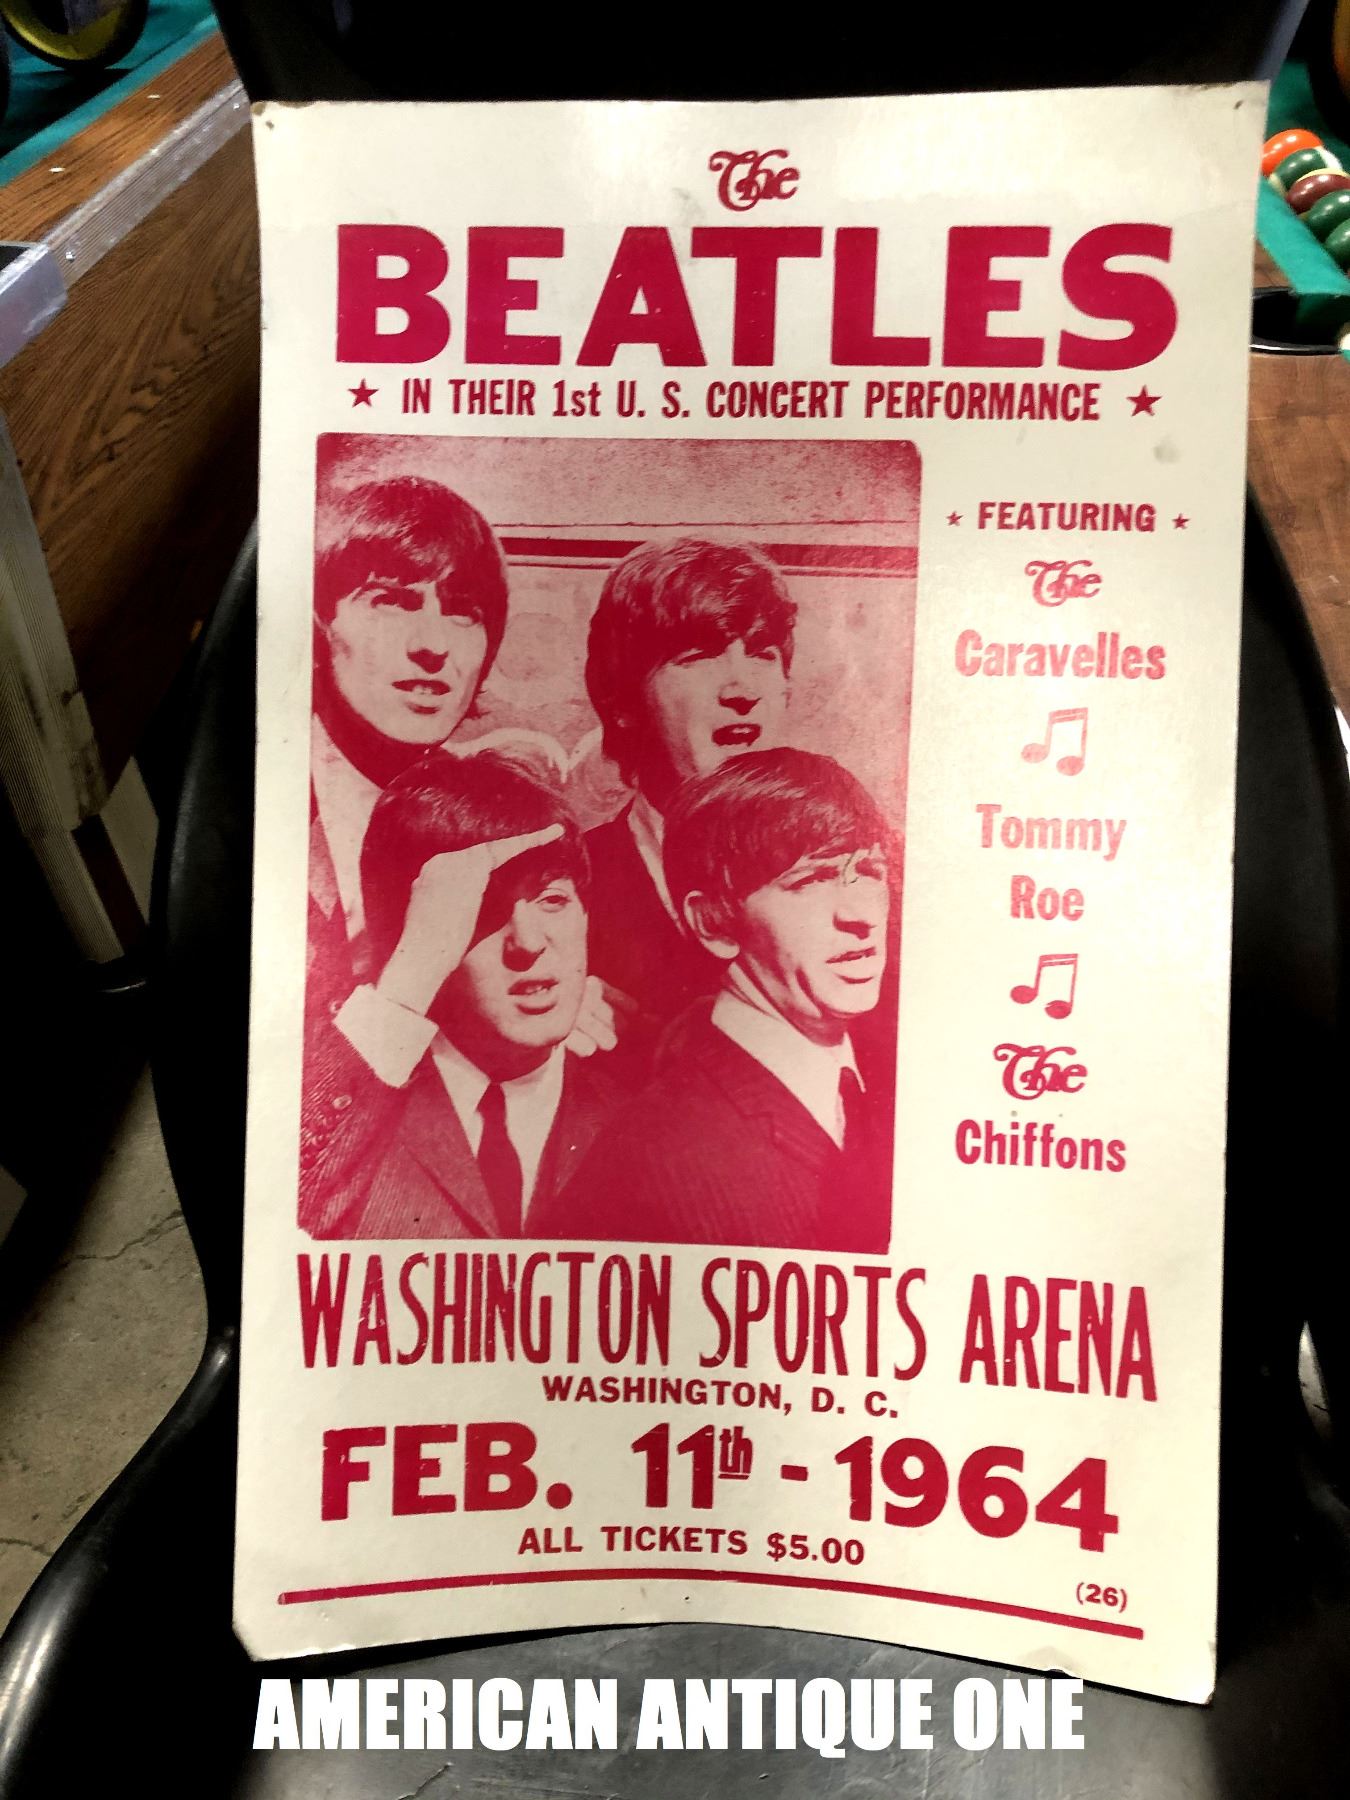 The
BEATLES
★ IN THEIR 1st U. S. CONCERT PERFORMANCE ★
★ FEATURING ★
The
Caravelles
Tommy
Roe
The
Chiffons
WASHINGTON SPORTS ARENA
WASHINGTON, D. C.
FEB. 11th - 1964
ALL TICKETS $5.00
(26)
AMERICAN ANTIQUE ONE